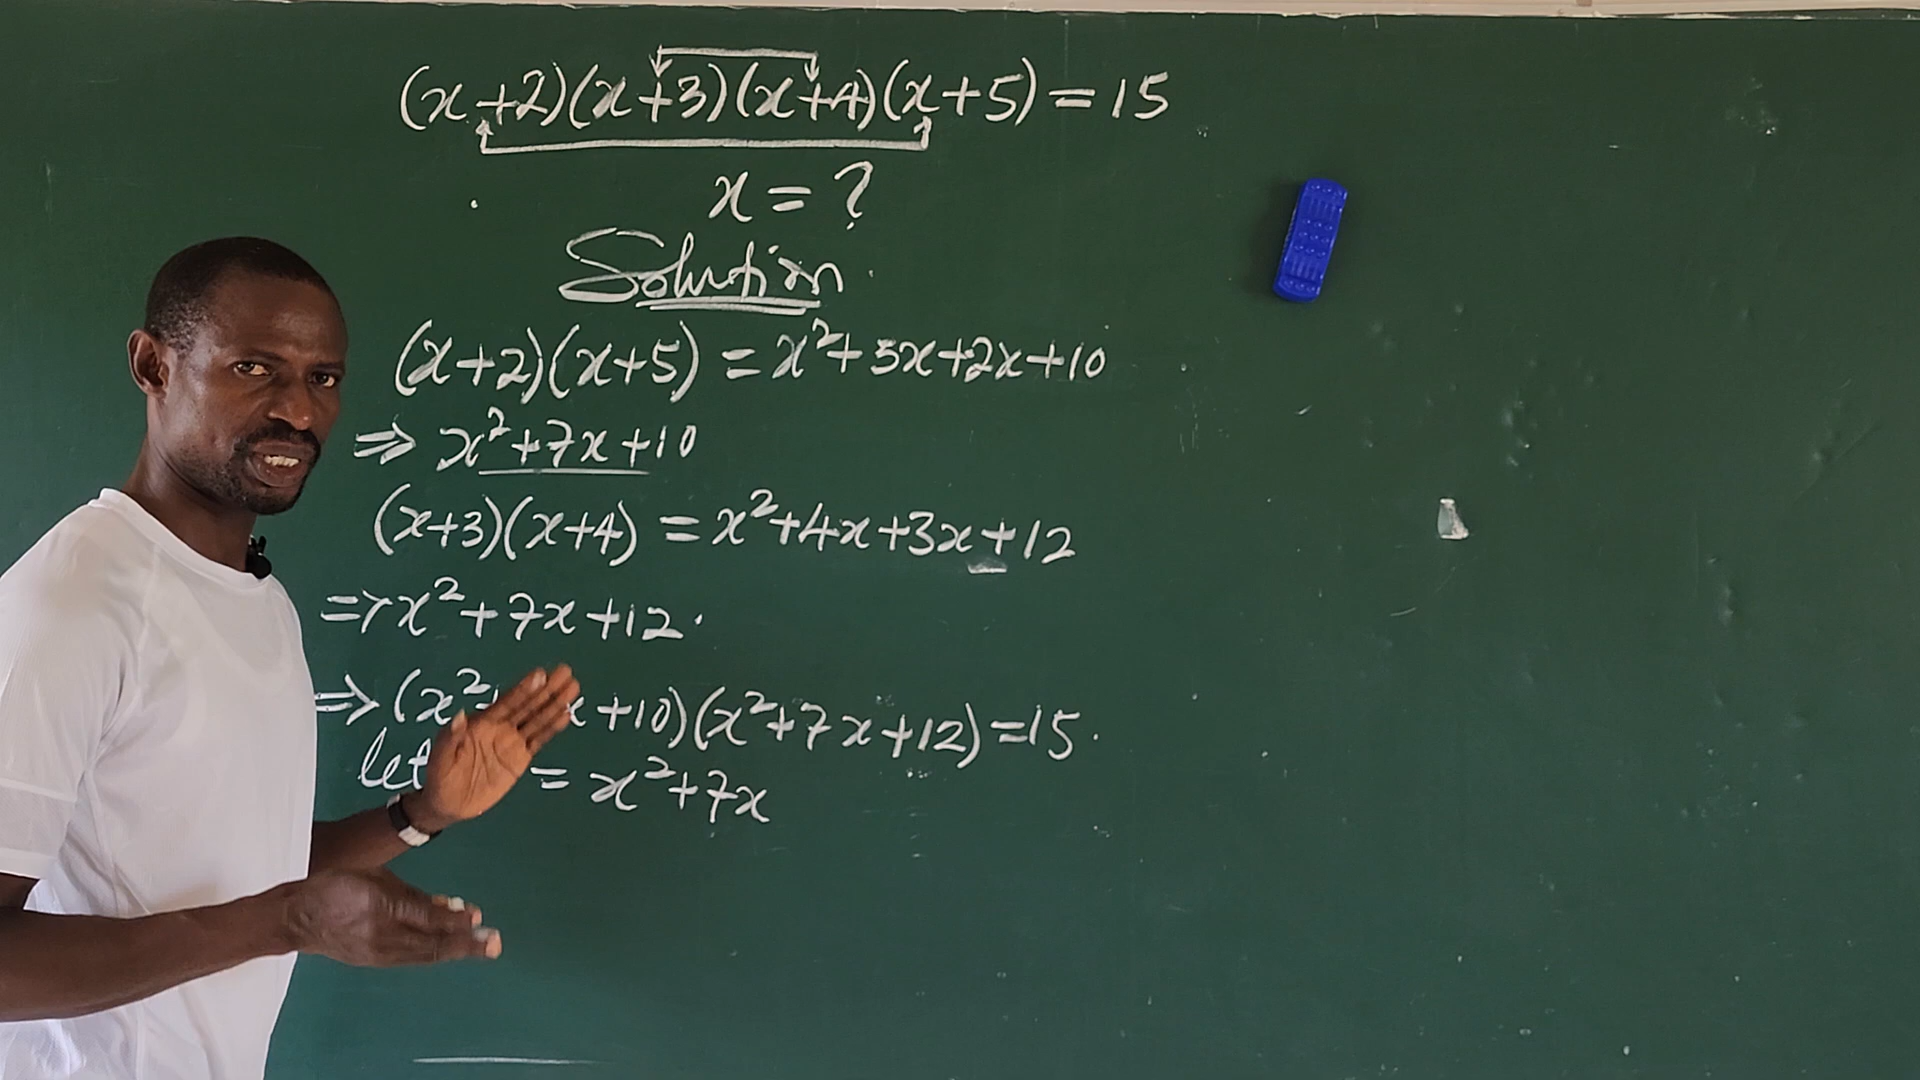 (x+2)(x+3)(x+4)(x+5)=15
x=?
Solution
(x+2)(x+5) = x²+5x+2x+10
⇒ x²+7x+10
(x+3)(x+4) = x²+4x+3x+12
=> x²+7x+12.
⇒ (x²+ x+10)(x²+7x+12)=15.
let = x²+7x